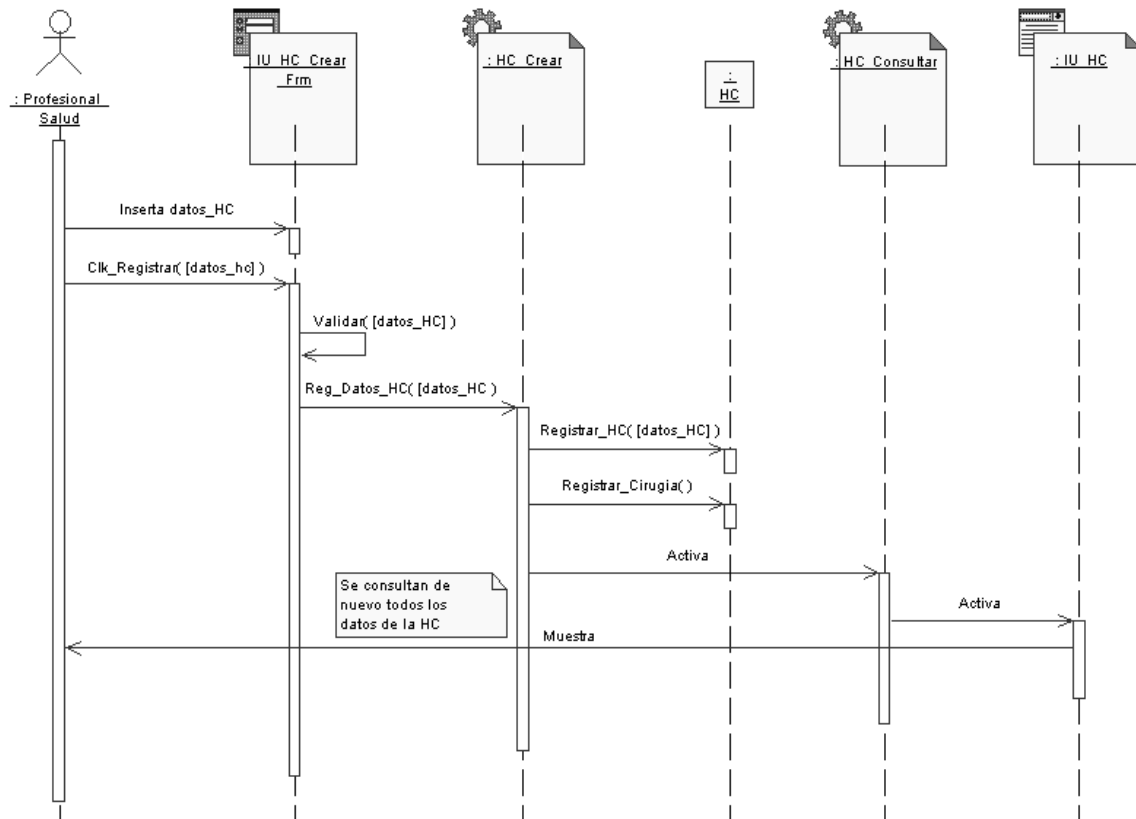 : Profesional
Salud
IU_HC_Crear
Frm
: HC_Crear
:
HC
: HC_Consultar
: IU_HC
Inserta datos_HC
Clk_Registrar( [datos_hc] )
Validar( [datos_HC] )
Reg_Datos_HC( [datos_HC )
Registrar_HC( [datos_HC] )
Registrar_Cirugia( )
Activa
Se consultan de
nuevo todos los
datos de la HC
Activa
Muestra